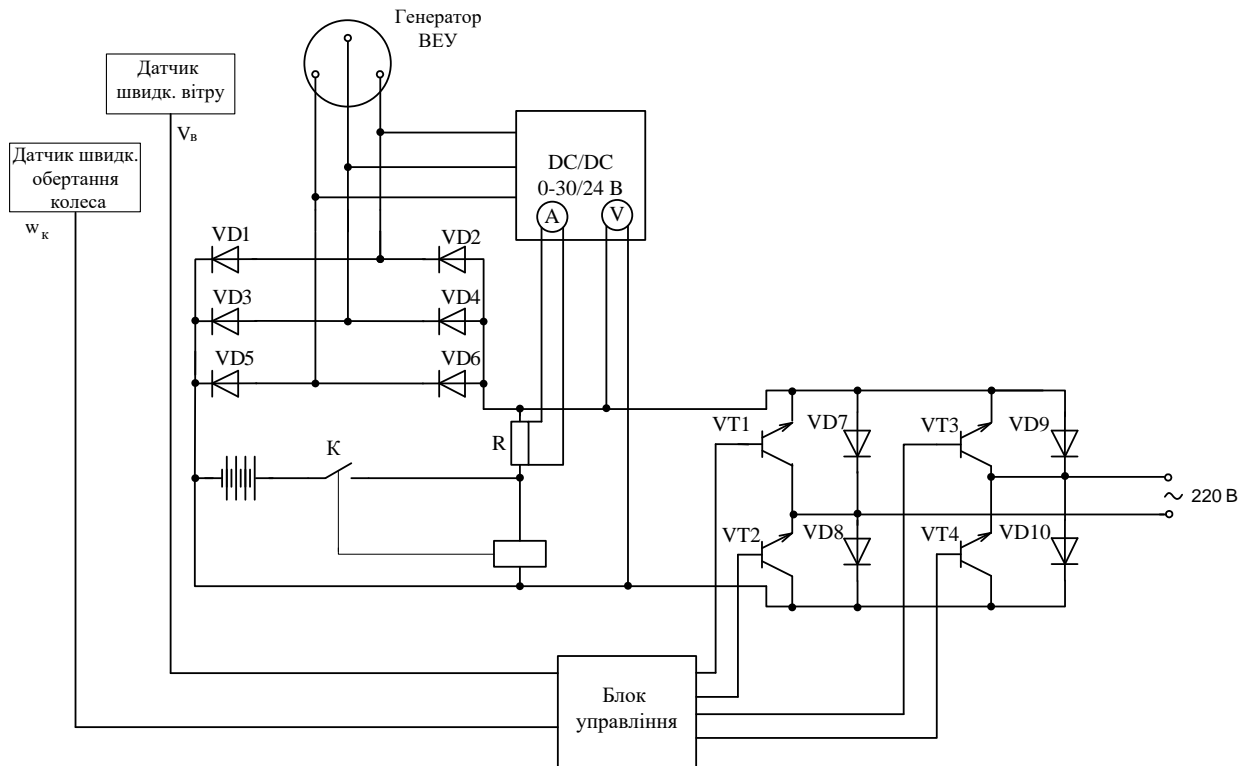 Генератор
ВЕУ
Датчик
швидк. вітру
Vв
Датчик швидк.
обертання
колеса
wк
DC/DC
0-30/24 В
A
V
VD1
VD2
VD3
VD4
VD5
VD6
R
К
VT1
VD7
VT3
VD9
~ 220 В
VT2
VD8
VT4
VD10
Блок
управління